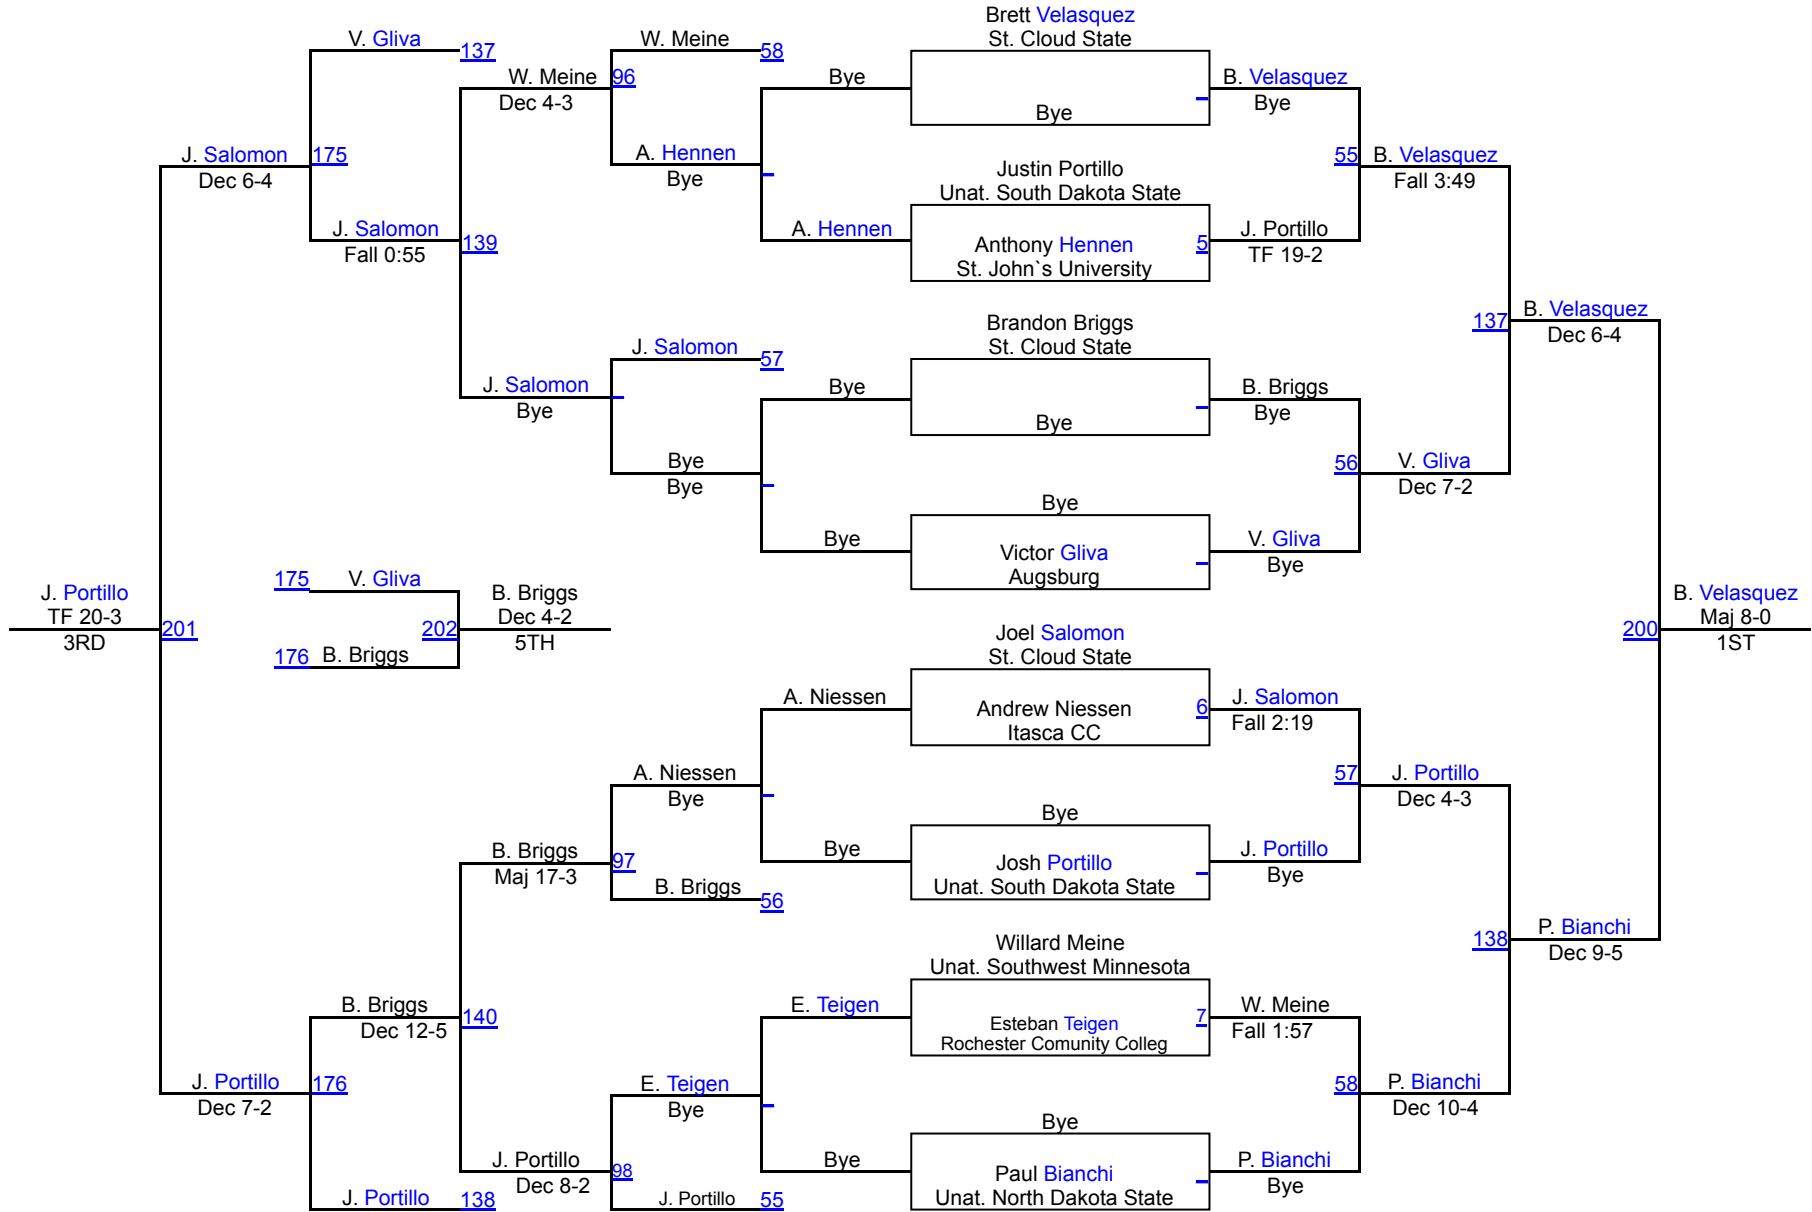 Brett Velasquez
St. Cloud State
V. Gliva
137
W. Meine
58
W. Meine
96
Dec 4-3
Bye
Bye
B. Velasquez
Bye
J. Salomon
175
Dec 6-4
A. Hennen
Bye
Justin Portillo
Unat. South Dakota State
55
B. Velasquez
Fall 3:49
J. Salomon
139
Fall 0:55
A. Hennen
Anthony Hennen
5
St. John`s University
J. Portillo
TF 19-2
Brandon Briggs
St. Cloud State
137
B. Velasquez
Dec 6-4
J. Salomon
57
J. Salomon
Bye
Bye
Bye
B. Briggs
Bye
Bye
Bye
56
V. Gliva
Dec 7-2
Bye
Bye
Victor Gliva
Augsburg
V. Gliva
Bye
J. Portillo
TF 20-3
3RD
201
175
V. Gliva
176
B. Briggs
202
B. Briggs
Dec 4-2
5TH
Joel Salomon
St. Cloud State
200
B. Velasquez
Maj 8-0
1ST
A. Niessen
Andrew Niessen
6
Itasca CC
J. Salomon
Fall 2:19
A. Niessen
Bye
57
J. Portillo
Dec 4-3
Bye
Bye
Josh Portillo
Unat. South Dakota State
J. Portillo
Bye
B. Briggs
97
Maj 17-3
B. Briggs
56
Willard Meine
Unat. Southwest Minnesota
138
P. Bianchi
Dec 9-5
B. Briggs
140
Dec 12-5
E. Teigen
Esteban Teigen
7
Rochester Comunity Colleg
W. Meine
Fall 1:57
J. Portillo
176
Dec 7-2
E. Teigen
Bye
58
P. Bianchi
Dec 10-4
Bye
J. Portillo
98
Dec 8-2
Bye
Paul Bianchi
Unat. North Dakota State
P. Bianchi
Bye
J. Portillo
138
J. Portillo
55